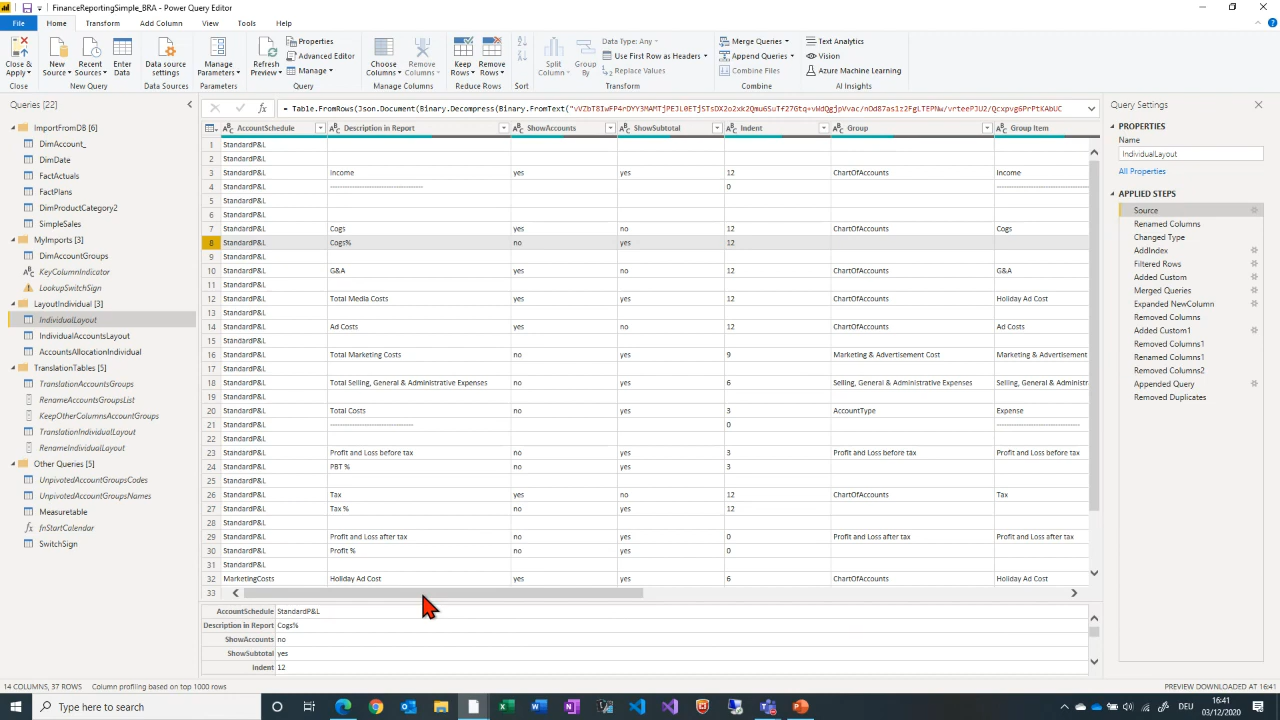 FinanceReportingSimple_BRA - Power Query Editor
File Home Transform Add Column View Tools Help
Close & Apply New Source Recent Sources Enter Data Data source settings Manage Parameters Refresh Preview Properties Advanced Editor Manage Choose Columns Remove Columns Keep Rows Remove Rows Split Column Group By Data Type: Any Use First Row as Headers Replace Values Merge Queries Append Queries Combine Files Text Analytics Vision Azure Machine Learning
Close New Query Data Sources Parameters Query Manage Columns Reduce Rows Sort Transform Combine AI Insights
Queries [22]
ImportFromDB [6]
DimAccount_
DimDate
FactActuals
FactPlans
DimProductCategory2
SimpleSales
MyImports [3]
DimAccountGroups
KeyColumnIndicator
LookupSwitchSign
LayoutIndividual [3]
IndividualLayout
IndividualAccountsLayout
AccountsAllocationIndividual
TranslationTables [5]
TranslationAccountsGroups
RenameAccountsGroupsList
KeepOtherColumnsAccountGroups
TranslationIndividualLayout
RenameIndividualLayout
Other Queries [5]
UnpivotedAccountGroupsCodes
UnpivotedAccountGroupsNames
Measuretable
fnStartCalendar
SwitchSign
fx = Table.FromRows(Json.Document(Binary.Decompress(Binary.FromText(
AccountSchedule Description in Report ShowAccounts ShowSubtotal Indent Group Group Item
1 StandardP&L
2 StandardP&L
3 StandardP&L Income yes yes 12 ChartOfAccounts Income
4 StandardP&L ------------------------------------- 0 -------------------------------------
5 StandardP&L
6 StandardP&L
7 StandardP&L Cogs yes no 12 ChartOfAccounts Cogs
8 StandardP&L Cogs% no yes 12
9 StandardP&L
10 StandardP&L G&A yes no 12 ChartOfAccounts G&A
11 StandardP&L
12 StandardP&L Total Media Costs yes yes 12 ChartOfAccounts Holiday Ad Cost
13 StandardP&L
14 StandardP&L Ad Costs yes no 12 ChartOfAccounts Ad Costs
15 StandardP&L
16 StandardP&L Total Marketing Costs no yes 9 Marketing & Advertisement Cost Marketing & Advertisement
17 StandardP&L
18 StandardP&L Total Selling, General & Administrative Expenses no yes 6 Selling, General & Administrative Expenses Selling, General & Administr
19 StandardP&L
20 StandardP&L Total Costs no yes 3 AccountType Expense
21 StandardP&L --------------------------------- 0 ---------------------------------
22 StandardP&L
23 StandardP&L Profit and Loss before tax no yes 3 Profit and Loss before tax Profit and Loss before tax
24 StandardP&L PBT % no yes 3
25 StandardP&L
26 StandardP&L Tax yes no 12 ChartOfAccounts Tax
27 StandardP&L Tax % no yes 12
28 StandardP&L
29 StandardP&L Profit and Loss after tax no yes 0 Profit and Loss after tax Profit and Loss after tax
30 StandardP&L Profit % no yes 0
31 StandardP&L
32 MarketingCosts Holiday Ad Cost yes yes 6 ChartOfAccounts Holiday Ad Cost
33
AccountSchedule StandardP&L
Description in Report Cogs%
ShowAccounts no
ShowSubtotal yes
Indent 12
Query Settings
PROPERTIES
Name
IndividualLayout
All Properties
APPLIED STEPS
Source
Renamed Columns
Changed Type
AddIndex
Filtered Rows
Added Custom
Merged Queries
Expanded NewColumn
Removed Columns
Added Custom1
Removed Columns1
Renamed Columns1
Removed Columns2
Appended Query
Removed Duplicates
14 COLUMNS, 37 ROWS Column profiling based on top 1000 rows PREVIEW DOWNLOADED AT 16:41
Type here to search
DEU
16:41
03/12/2020